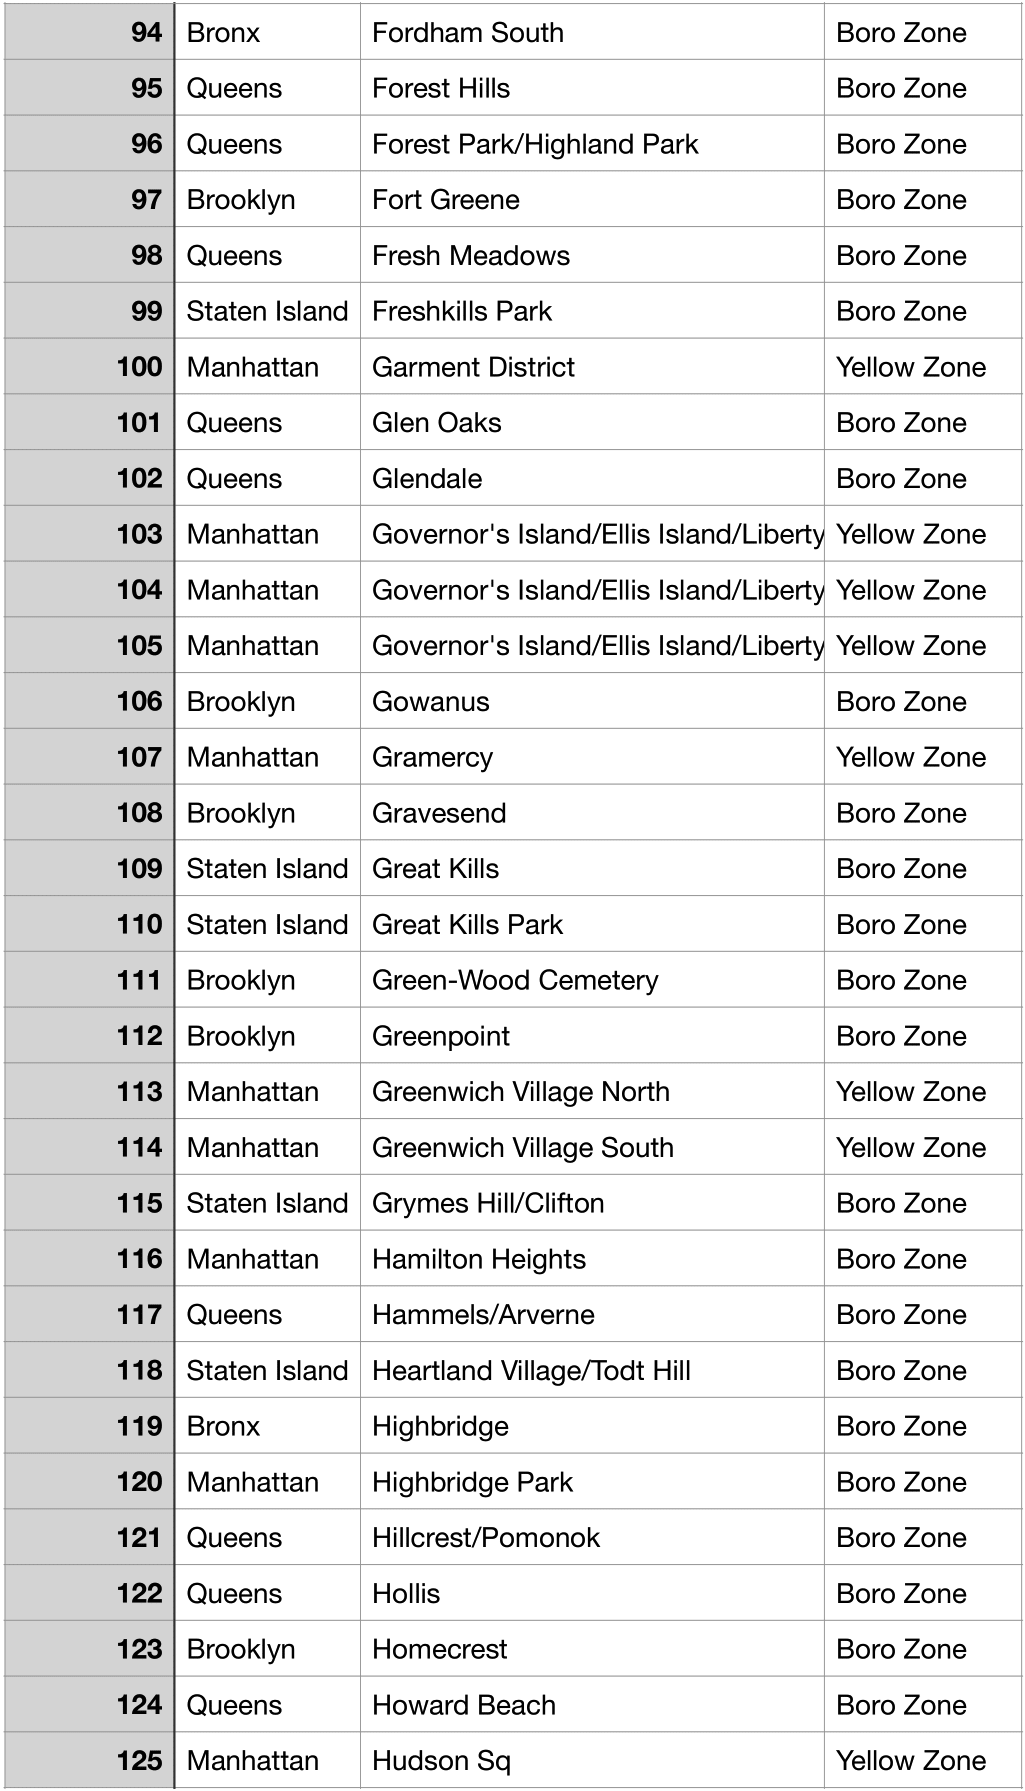 94 Bronx Fordham South Boro Zone
95 Queens Forest Hills Boro Zone
96 Queens Forest Park/Highland Park Boro Zone
97 Brooklyn Fort Greene Boro Zone
98 Queens Fresh Meadows Boro Zone
99 Staten Island Freshkills Park Boro Zone
100 Manhattan Garment District Yellow Zone
101 Queens Glen Oaks Boro Zone
102 Queens Glendale Boro Zone
103 Manhattan Governor's Island/Ellis Island/Liberty Yellow Zone
104 Manhattan Governor's Island/Ellis Island/Liberty Yellow Zone
105 Manhattan Governor's Island/Ellis Island/Liberty Yellow Zone
106 Brooklyn Gowanus Boro Zone
107 Manhattan Gramercy Yellow Zone
108 Brooklyn Gravesend Boro Zone
109 Staten Island Great Kills Boro Zone
110 Staten Island Great Kills Park Boro Zone
111 Brooklyn Green-Wood Cemetery Boro Zone
112 Brooklyn Greenpoint Boro Zone
113 Manhattan Greenwich Village North Yellow Zone
114 Manhattan Greenwich Village South Yellow Zone
115 Staten Island Grymes Hill/Clifton Boro Zone
116 Manhattan Hamilton Heights Boro Zone
117 Queens Hammels/Arverne Boro Zone
118 Staten Island Heartland Village/Todt Hill Boro Zone
119 Bronx Highbridge Boro Zone
120 Manhattan Highbridge Park Boro Zone
121 Queens Hillcrest/Pomonok Boro Zone
122 Queens Hollis Boro Zone
123 Brooklyn Homecrest Boro Zone
124 Queens Howard Beach Boro Zone
125 Manhattan Hudson Sq Yellow Zone